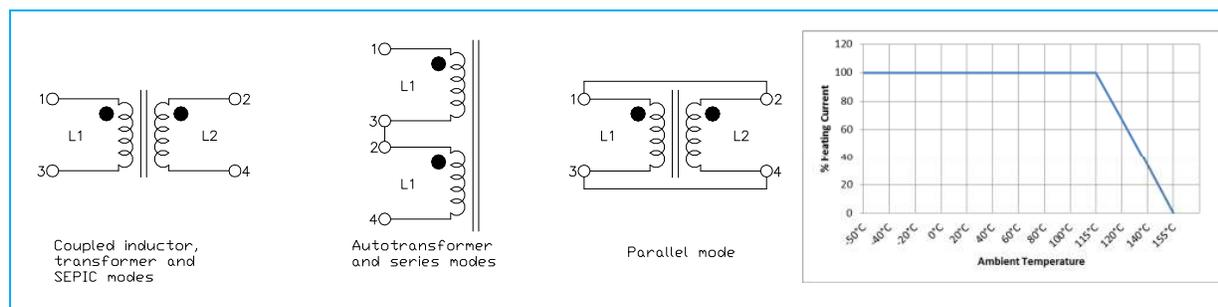 1
2
L1
L2
3
4
Coupled inductor,
transformer and
SEPIC modes
1
L1
3
2
L1
4
Autotransformer
and series modes
1
2
L1
L2
3
4
Parallel mode
120
100
80
60
40
20
0
% Heating Current
-50°C
-40°C
-20°C
0°C
20°C
40°C
60°C
80°C
100°C
115°C
120°C
140°C
155°C
Ambient Temperature